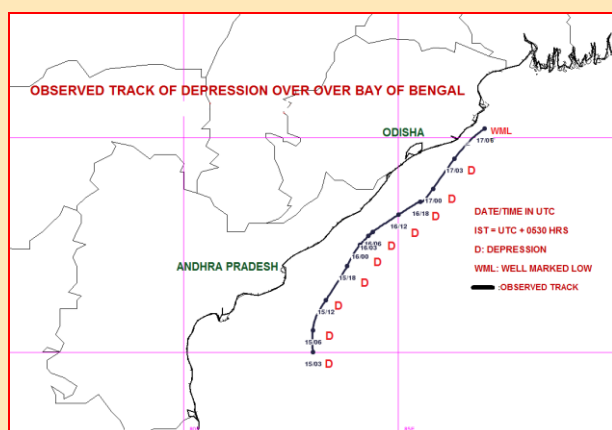 OBSERVED TRACK OF DEPRESSION OVER OVER BAY OF BENGAL
ODISHA
WML
17/06
17/03 D
17/00 D
DATE/TIME IN UTC
16/18 D
16/12 D
IST = UTC + 0530 HRS
16/06 D
16/03
D: DEPRESSION
16/00 D
ANDHRA PRADESH
WML: WELL MARKED LOW
15/18 D
:OBSERVED TRACK
15/12 D
15/06 D
15/03 D